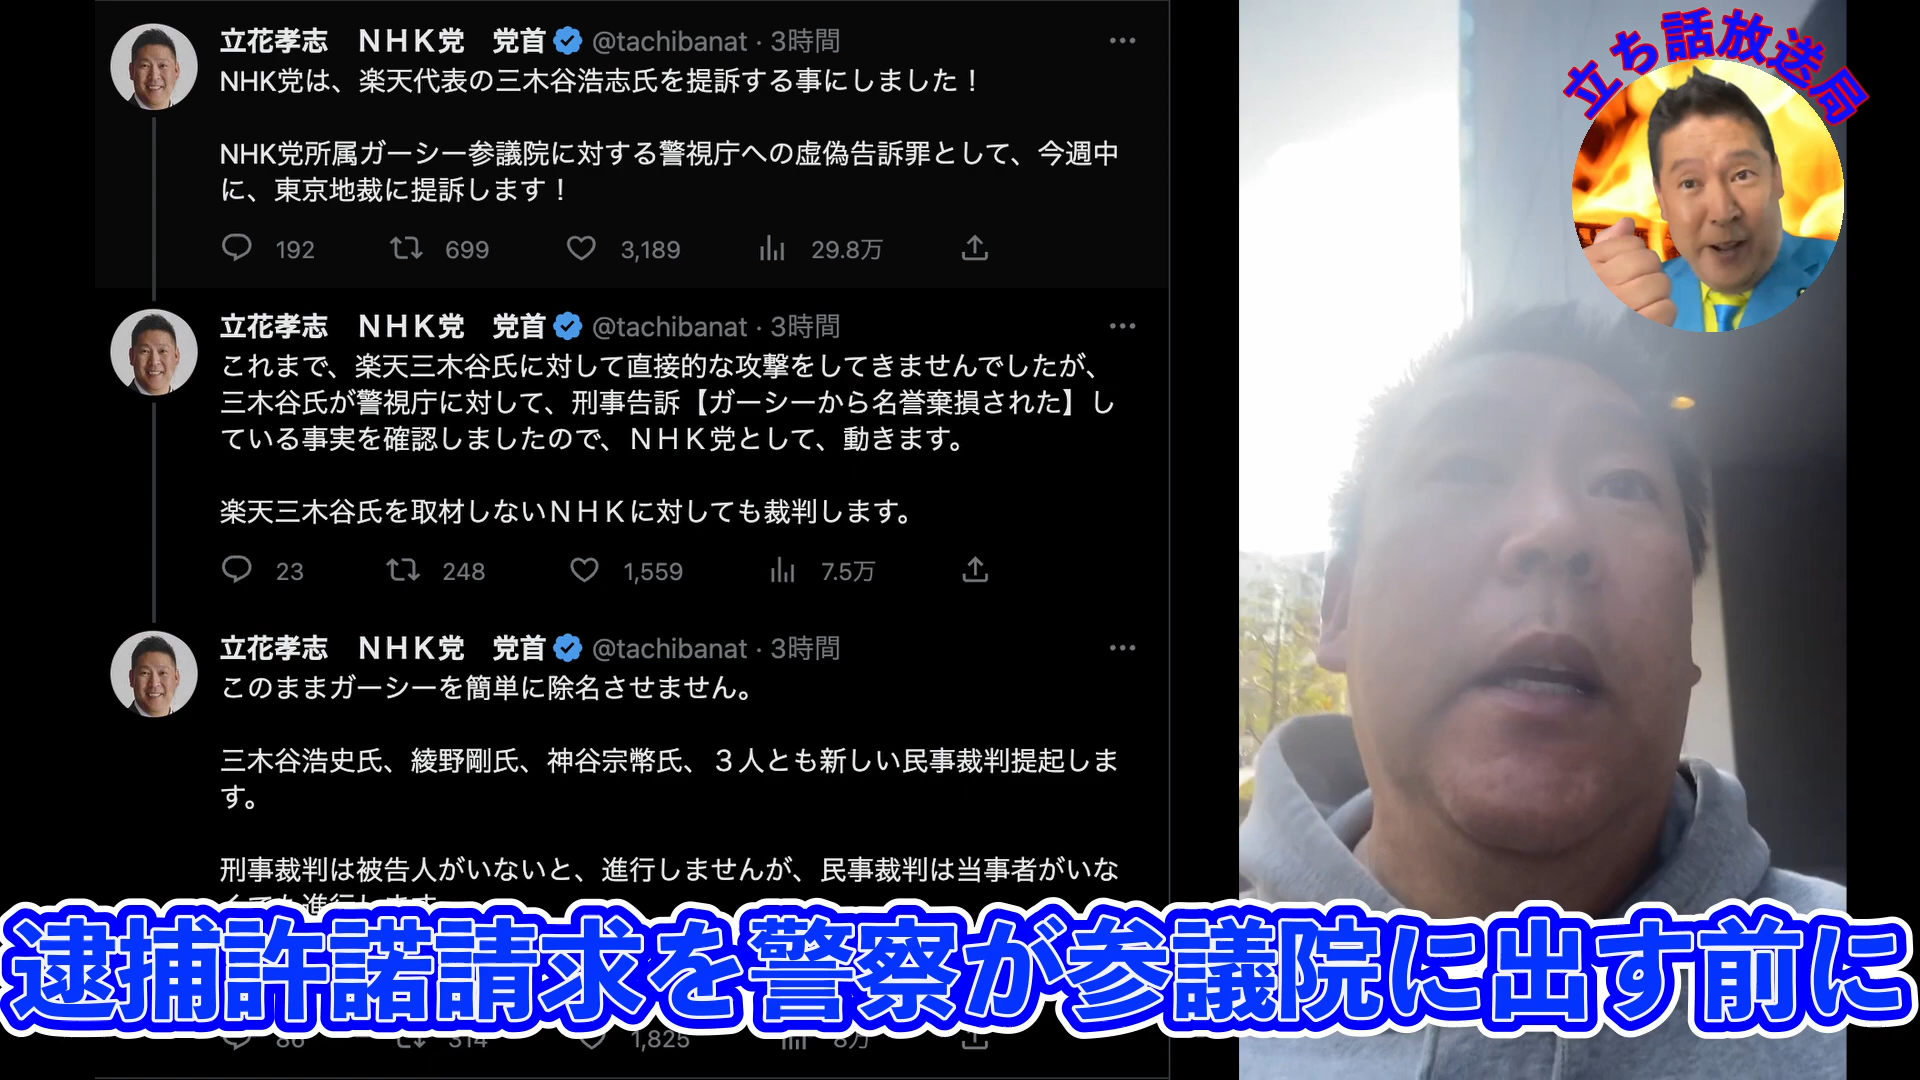 立花孝志　ＮＨＫ党　党首 @tachibanat · 3時間
NHK党は、楽天代表の三木谷浩志氏を提訴する事にしました！
NHK党所属ガーシー参議院に対する警視庁への虚偽告訴罪として、今週中
に、東京地裁に提訴します！
192 699 3,189 29.8万
立花孝志　ＮＨＫ党　党首 @tachibanat · 3時間
これまで、楽天三木谷氏に対して直接的な攻撃をしてきませんでしたが、
三木谷氏が警視庁に対して、刑事告訴【ガーシーから名誉棄損された】し
ている事実を確認しましたので、ＮＨＫ党として、動きます。
楽天三木谷氏を取材しないＮＨＫに対しても裁判します。
23 248 1,559 7.5万
立花孝志　ＮＨＫ党　党首 @tachibanat · 3時間
このままガーシーを簡単に除名させません。
三木谷浩史氏、綾野剛氏、神谷宗幣氏、３人とも新しい民事裁判提起しま
す。
刑事裁判は被告人がいないと、進行しませんが、民事裁判は当事者がいな
くても進行します
86 314 1,825 8万
立ち話放送局
逮捕許諾請求を警察が参議院に出す前に